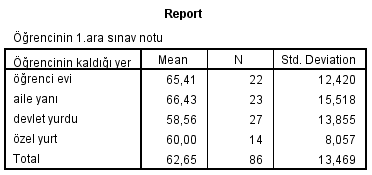 Report
Öğrencinin 1.ara sınav notu
Öğrencinin kaldığı yer Mean N Std. Deviation
öğrenci evi 65,41 22 12,420
aile yanı 66,43 23 15,518
devlet yurdu 58,56 27 13,855
özel yurt 60,00 14 8,057
Total 62,65 86 13,469